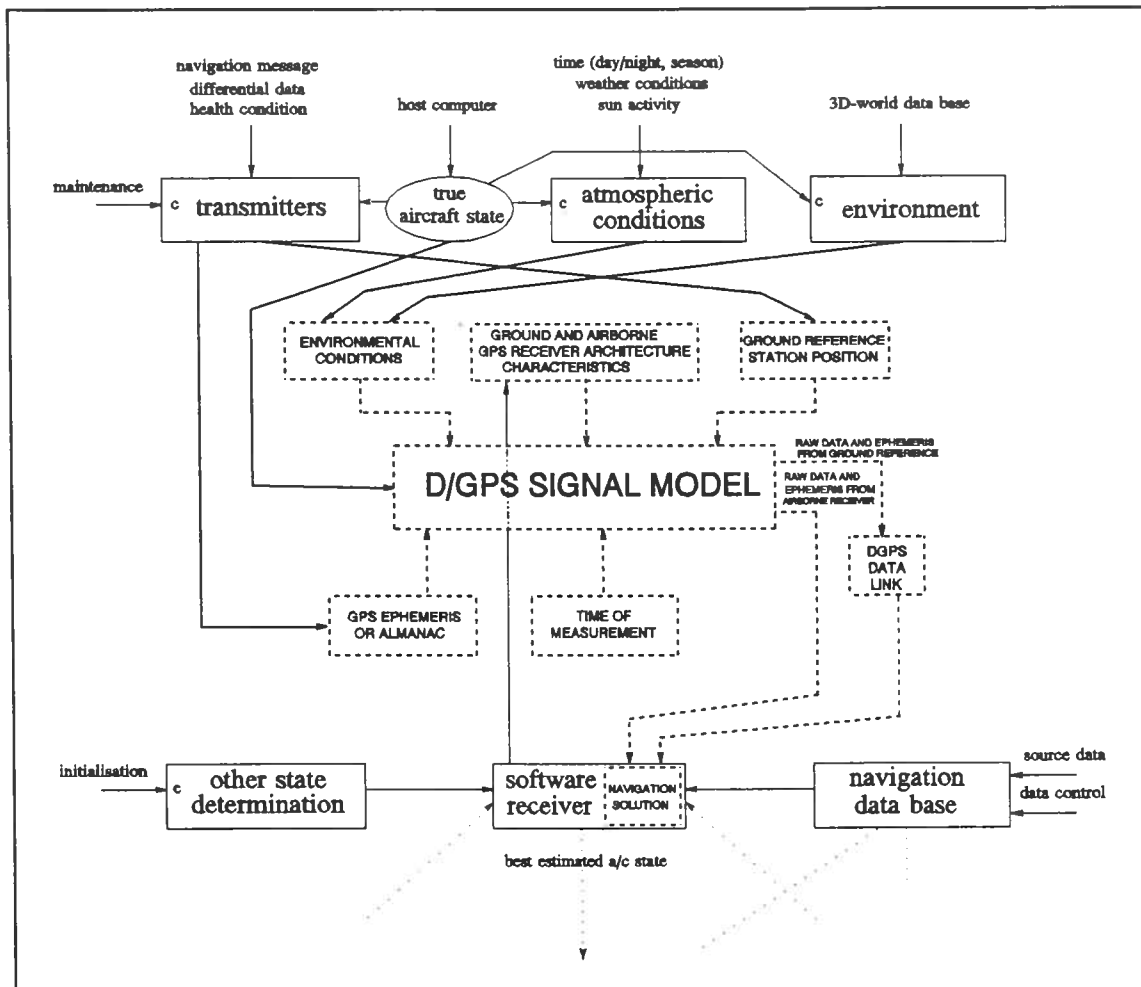 navigation message
differential data
health condition
host computer
time (day/night, season)
weather conditions
sun activity
3D-world data base
maintenance
c transmitters
true
aircraft state
c atmospheric
conditions
c environment
ENVIRONMENTAL
CONDITIONS
GROUND AND AIRBORNE
GPS RECEIVER ARCHITECTURE
CHARACTERISTICS
GROUND REFERENCE
STATION POSITION
D/GPS SIGNAL MODEL
RAW DATA AND EPHEMERIS
FROM GROUND REFERENCE
RAW DATA AND
EPHEMERIS FROM
AIRBORNE RECEIVER
DGPS
DATA
LINK
GPS EPHEMERIS
OR ALMANAC
TIME OF
MEASUREMENT
initialisation
c other state
determination
software
receiver
NAVIGATION
SOLUTION
navigation
data base
source data
data control
best estimated a/c state